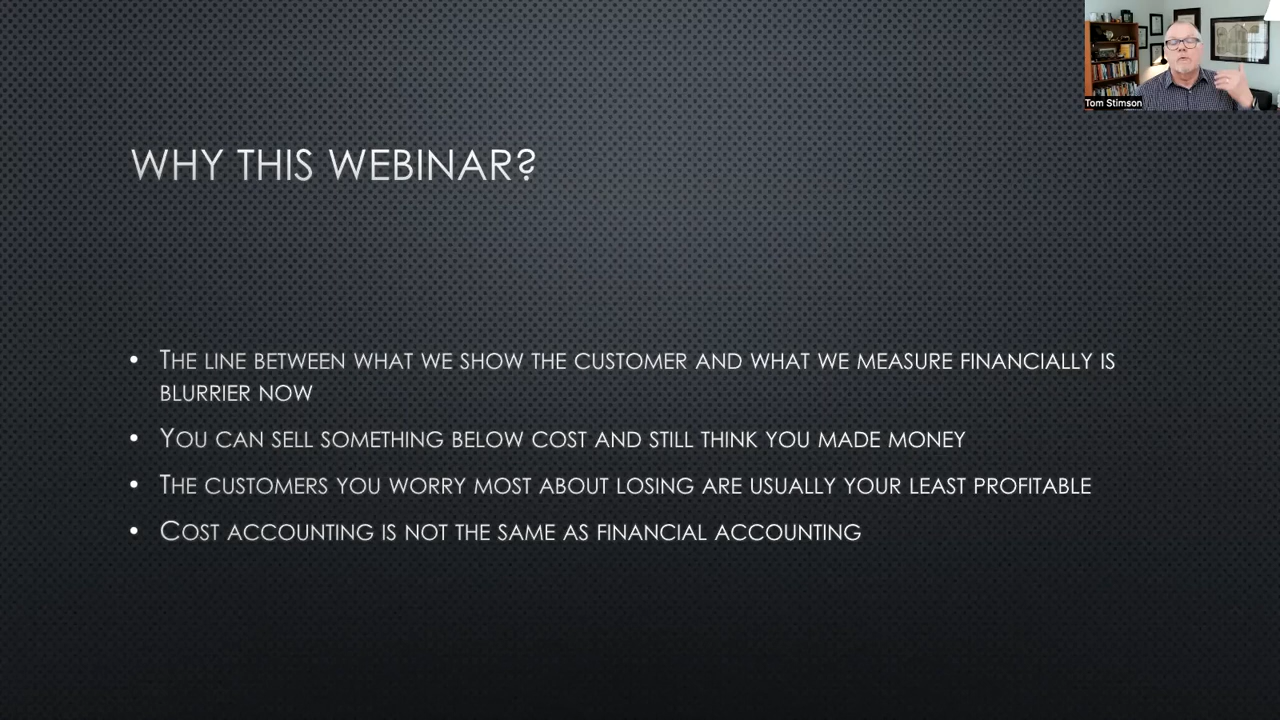 Tom Stimson
WHY THIS WEBINAR?
• THE LINE BETWEEN WHAT WE SHOW THE CUSTOMER AND WHAT WE MEASURE FINANCIALLY IS
BLURRIER NOW
• YOU CAN SELL SOMETHING BELOW COST AND STILL THINK YOU MADE MONEY
• THE CUSTOMERS YOU WORRY MOST ABOUT LOSING ARE USUALLY YOUR LEAST PROFITABLE
• COST ACCOUNTING IS NOT THE SAME AS FINANCIAL ACCOUNTING